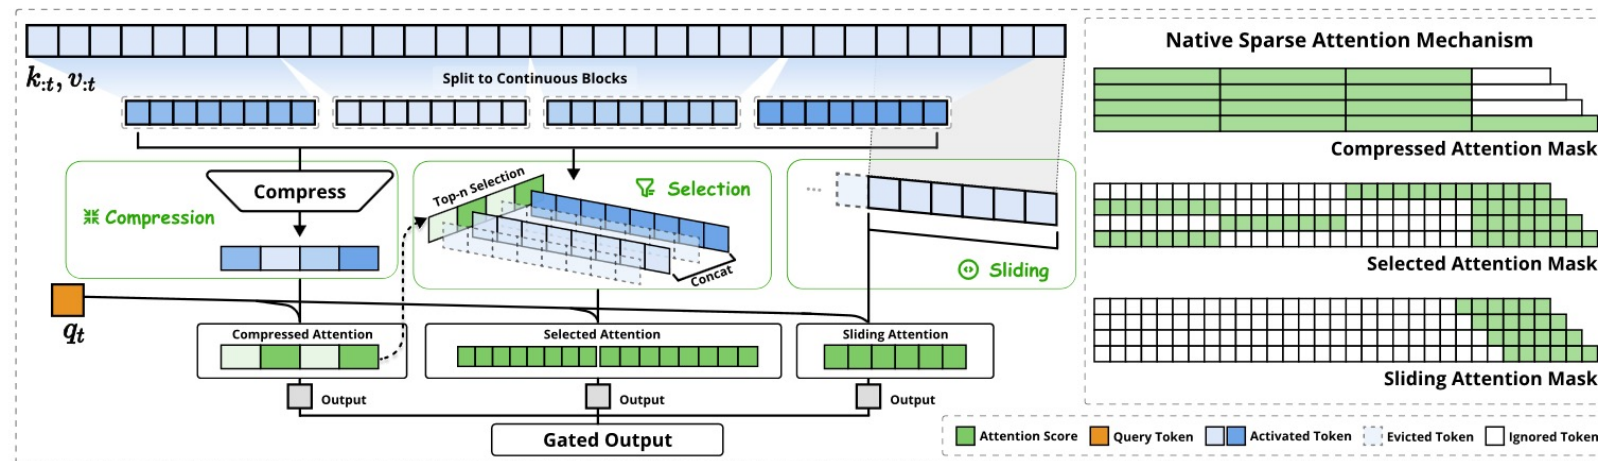 k:t, v:t
Split to Continuous Blocks
Compression
Compress
Top-n Selection
Selection
Concat
...
Sliding
qt
Compressed Attention
Selected Attention
Sliding Attention
Output
Output
Output
Gated Output
Native Sparse Attention Mechanism
Compressed Attention Mask
Selected Attention Mask
Sliding Attention Mask
Attention Score
Query Token
Activated Token
Evicted Token
Ignored Token